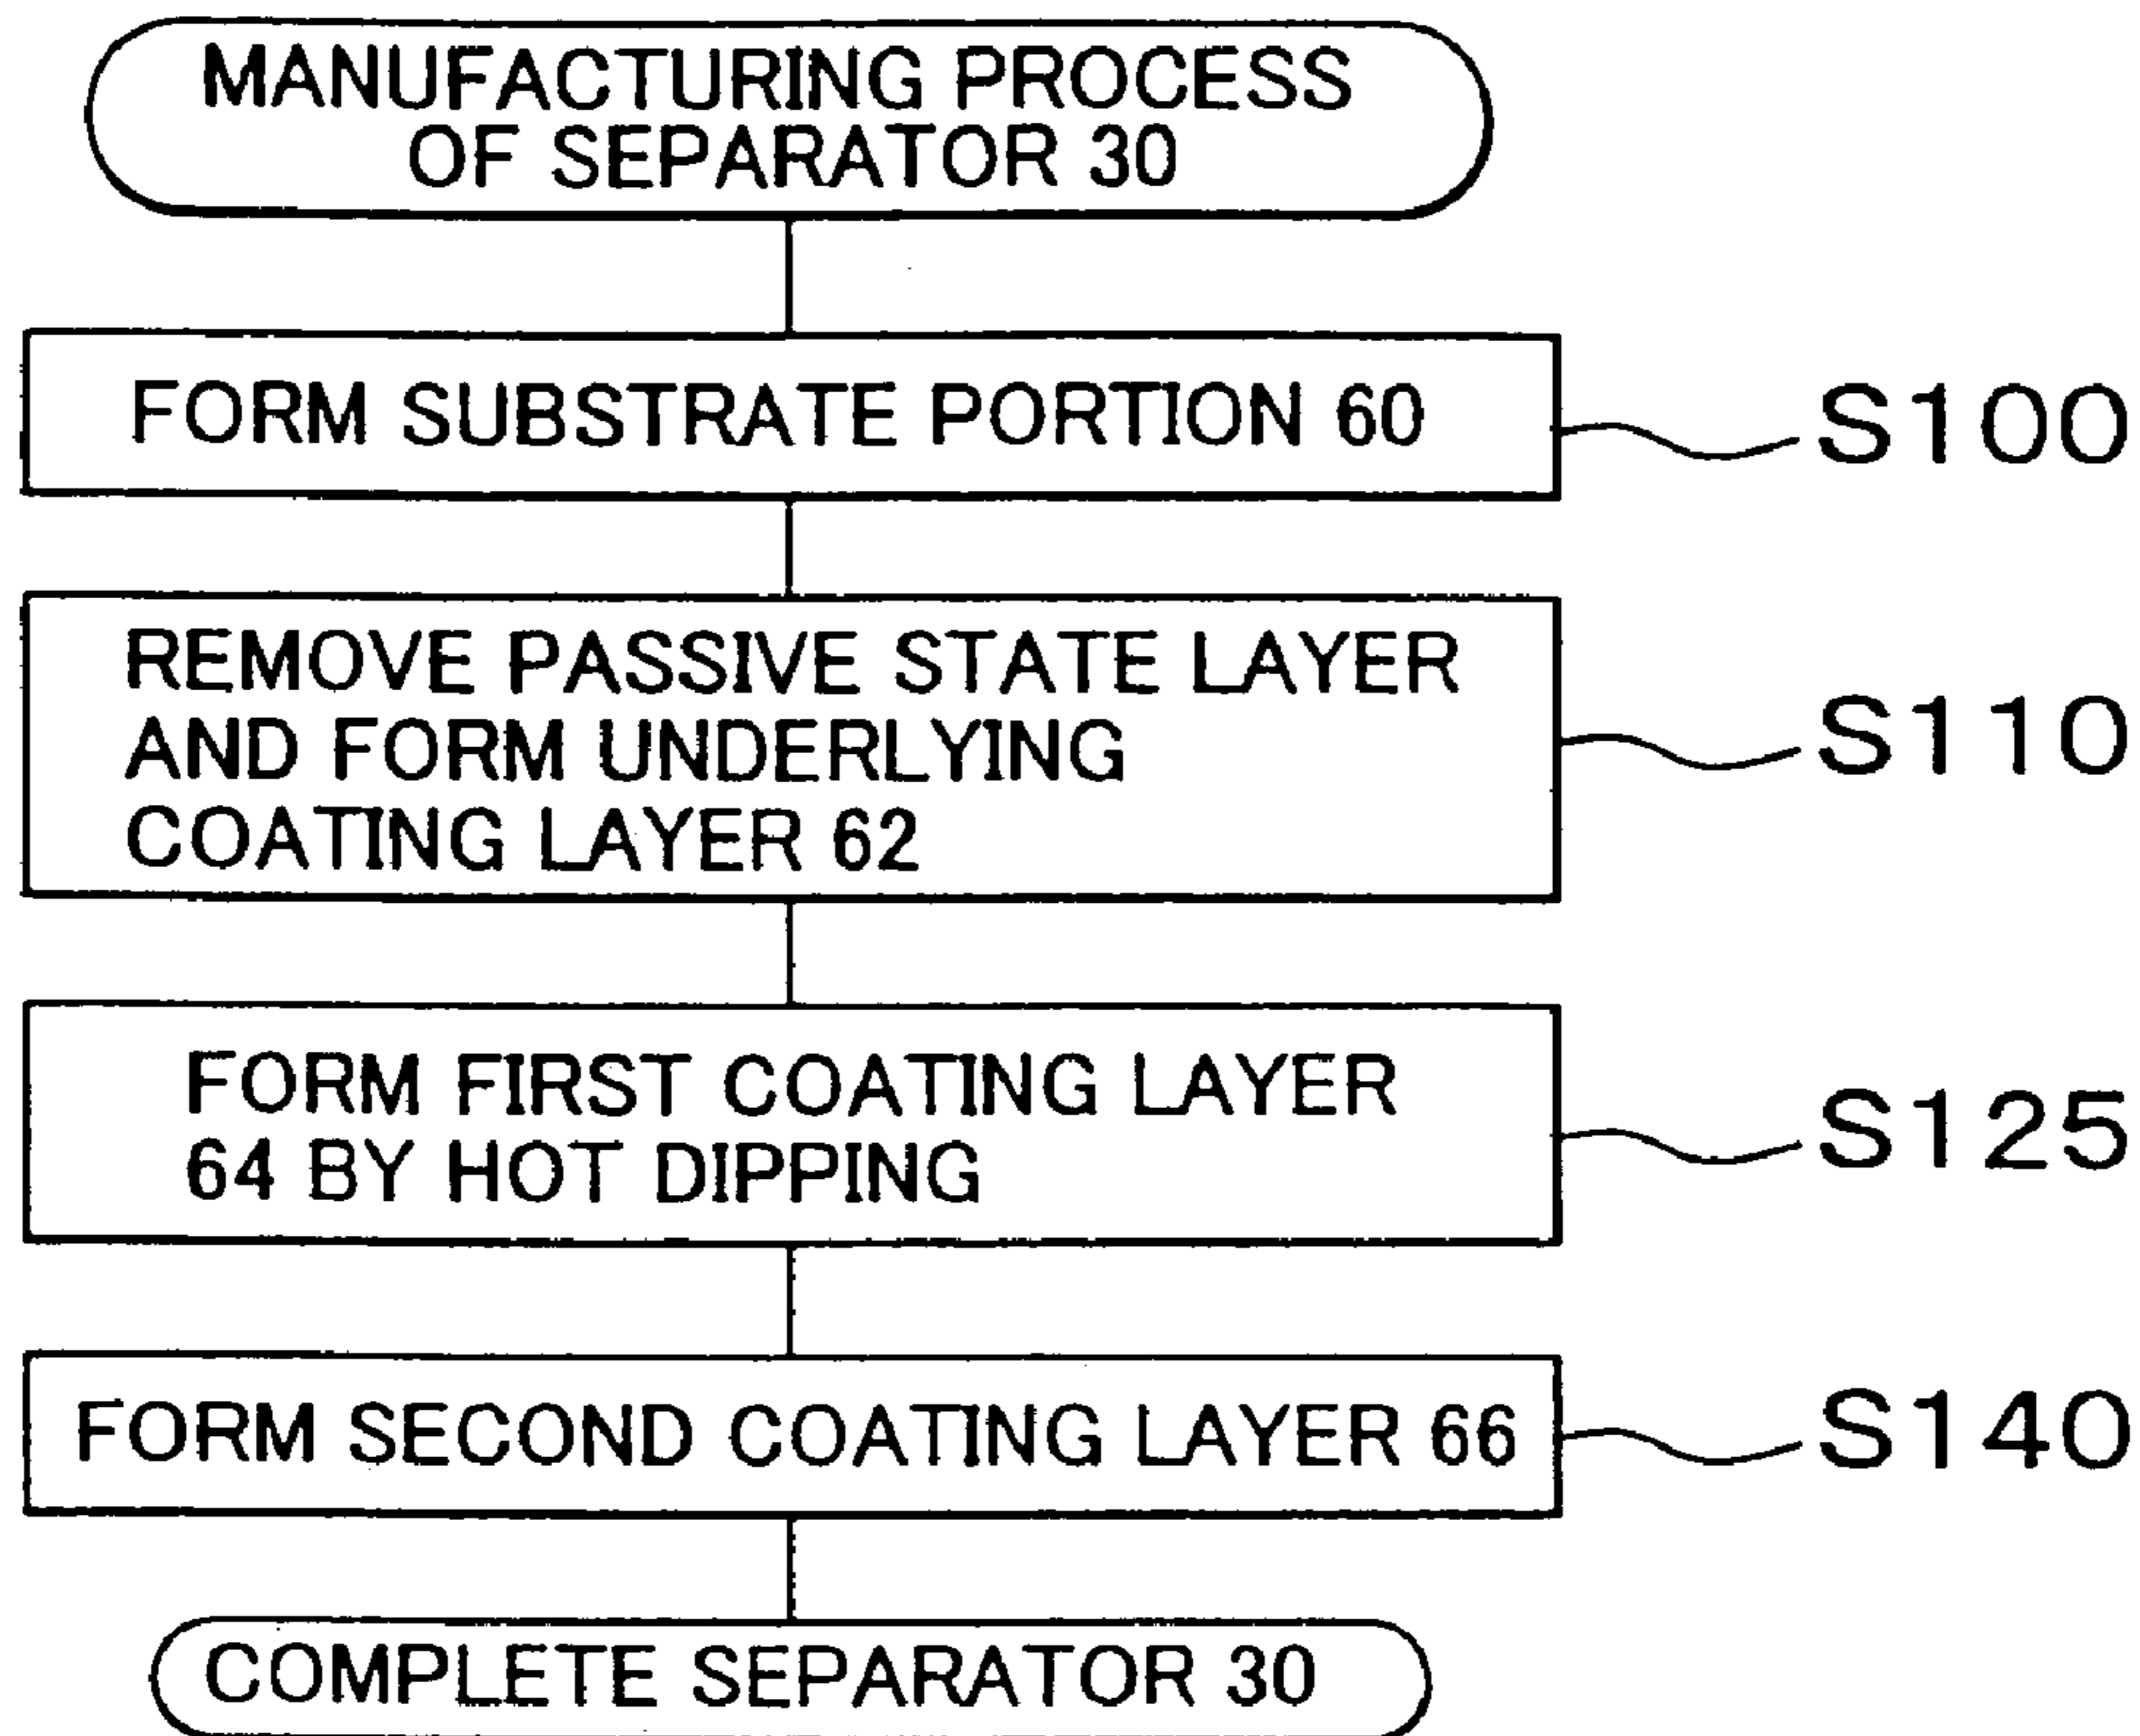 MANUFACTURING PROCESS
OF SEPARATOR 30
FORM SUBSTRATE PORTION 60
S100
REMOVE PASSIVE STATE LAYER
AND FORM UNDERLYING
COATING LAYER 62
S110
FORM FIRST COATING LAYER
64 BY HOT DIPPING
S125
FORM SECOND COATING LAYER 66
S140
COMPLETE SEPARATOR 30